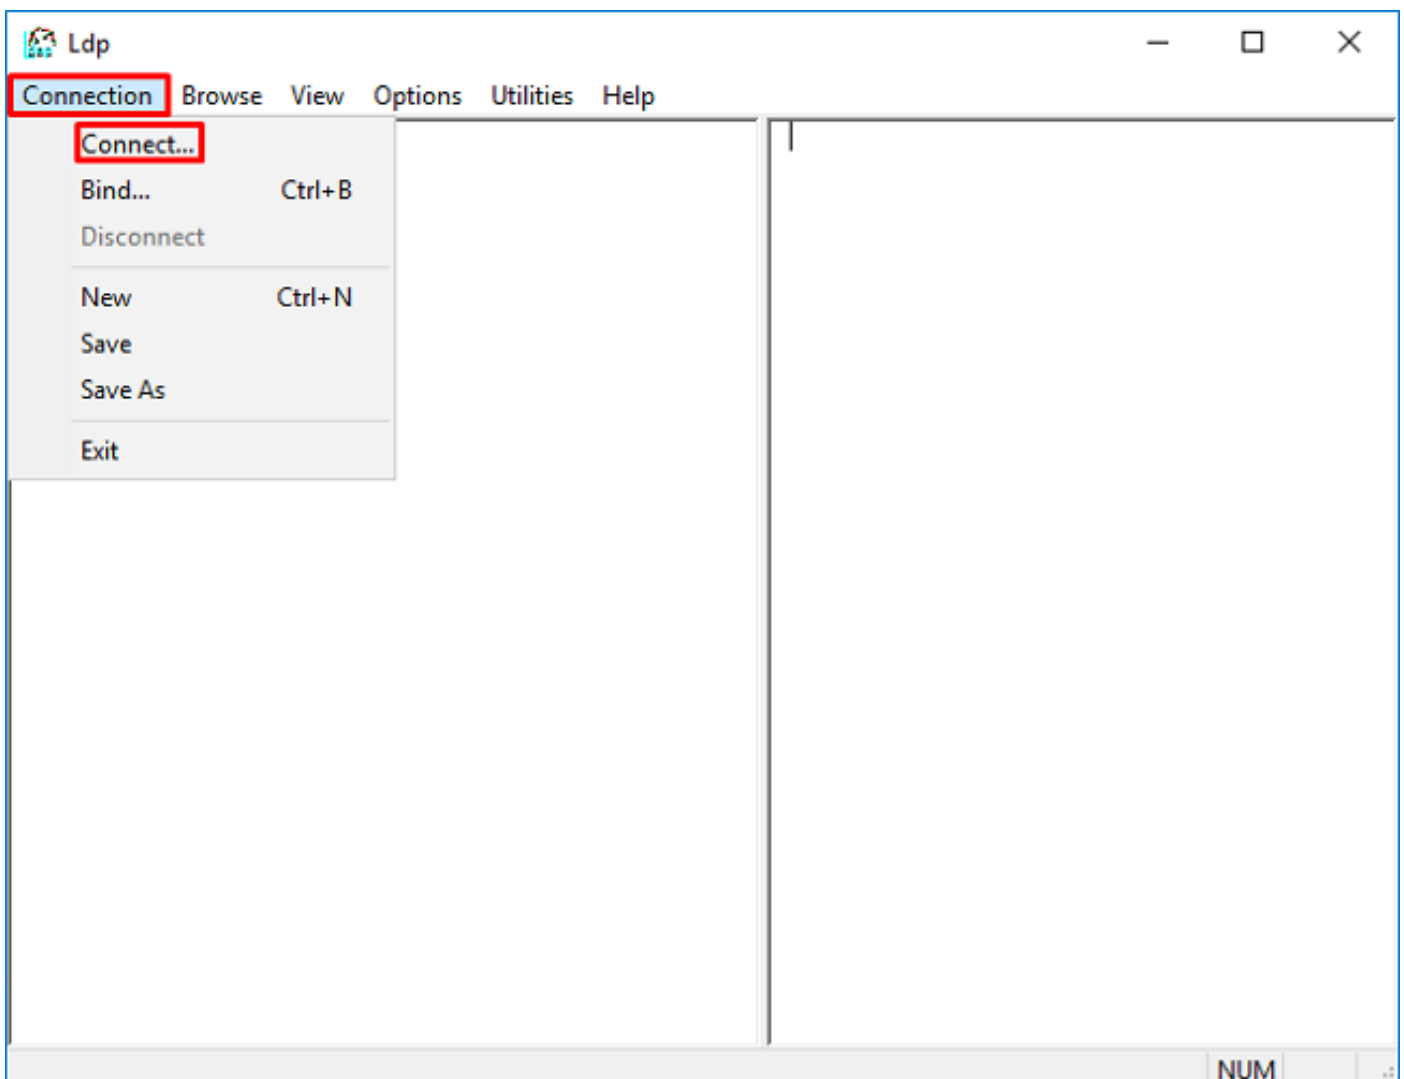 Ldp
Connection Browse View Options Utilities Help
Connect...
Bind... Ctrl+B
Disconnect
New Ctrl+N
Save
Save As
Exit
NUM